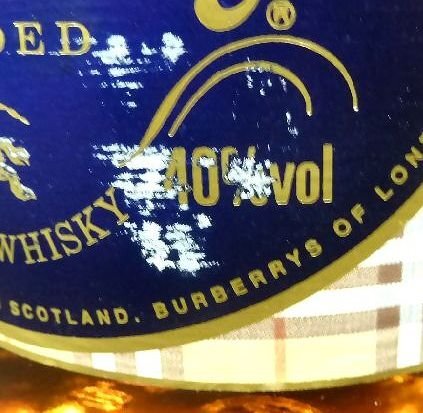 DED
®
40%vol
WHISKY
SCOTLAND. BURBERRYS OF LON